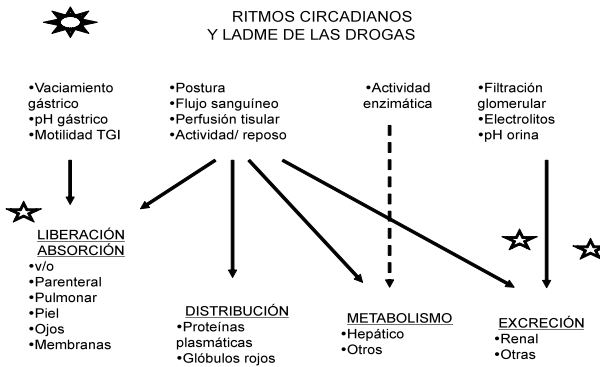 RITMOS CIRCADIANOS
Y LADME DE LAS DROGAS
•Vaciamiento
gástrico
•pH gástrico
•Motilidad TGI
•Postura
•Flujo sanguíneo
•Perfusión tisular
•Actividad/ reposo
•Actividad
enzimática
•Filtración
glomerular
•Electrolitos
•pH orina
LIBERACIÓN
ABSORCIÓN
•v/o
•Parenteral
•Pulmonar
•Piel
•Ojos
•Membranas
DISTRIBUCIÓN
•Proteínas
plasmáticas
•Glóbulos rojos
METABOLISMO
•Hepático
•Otros
EXCRECIÓN
•Renal
•Otras